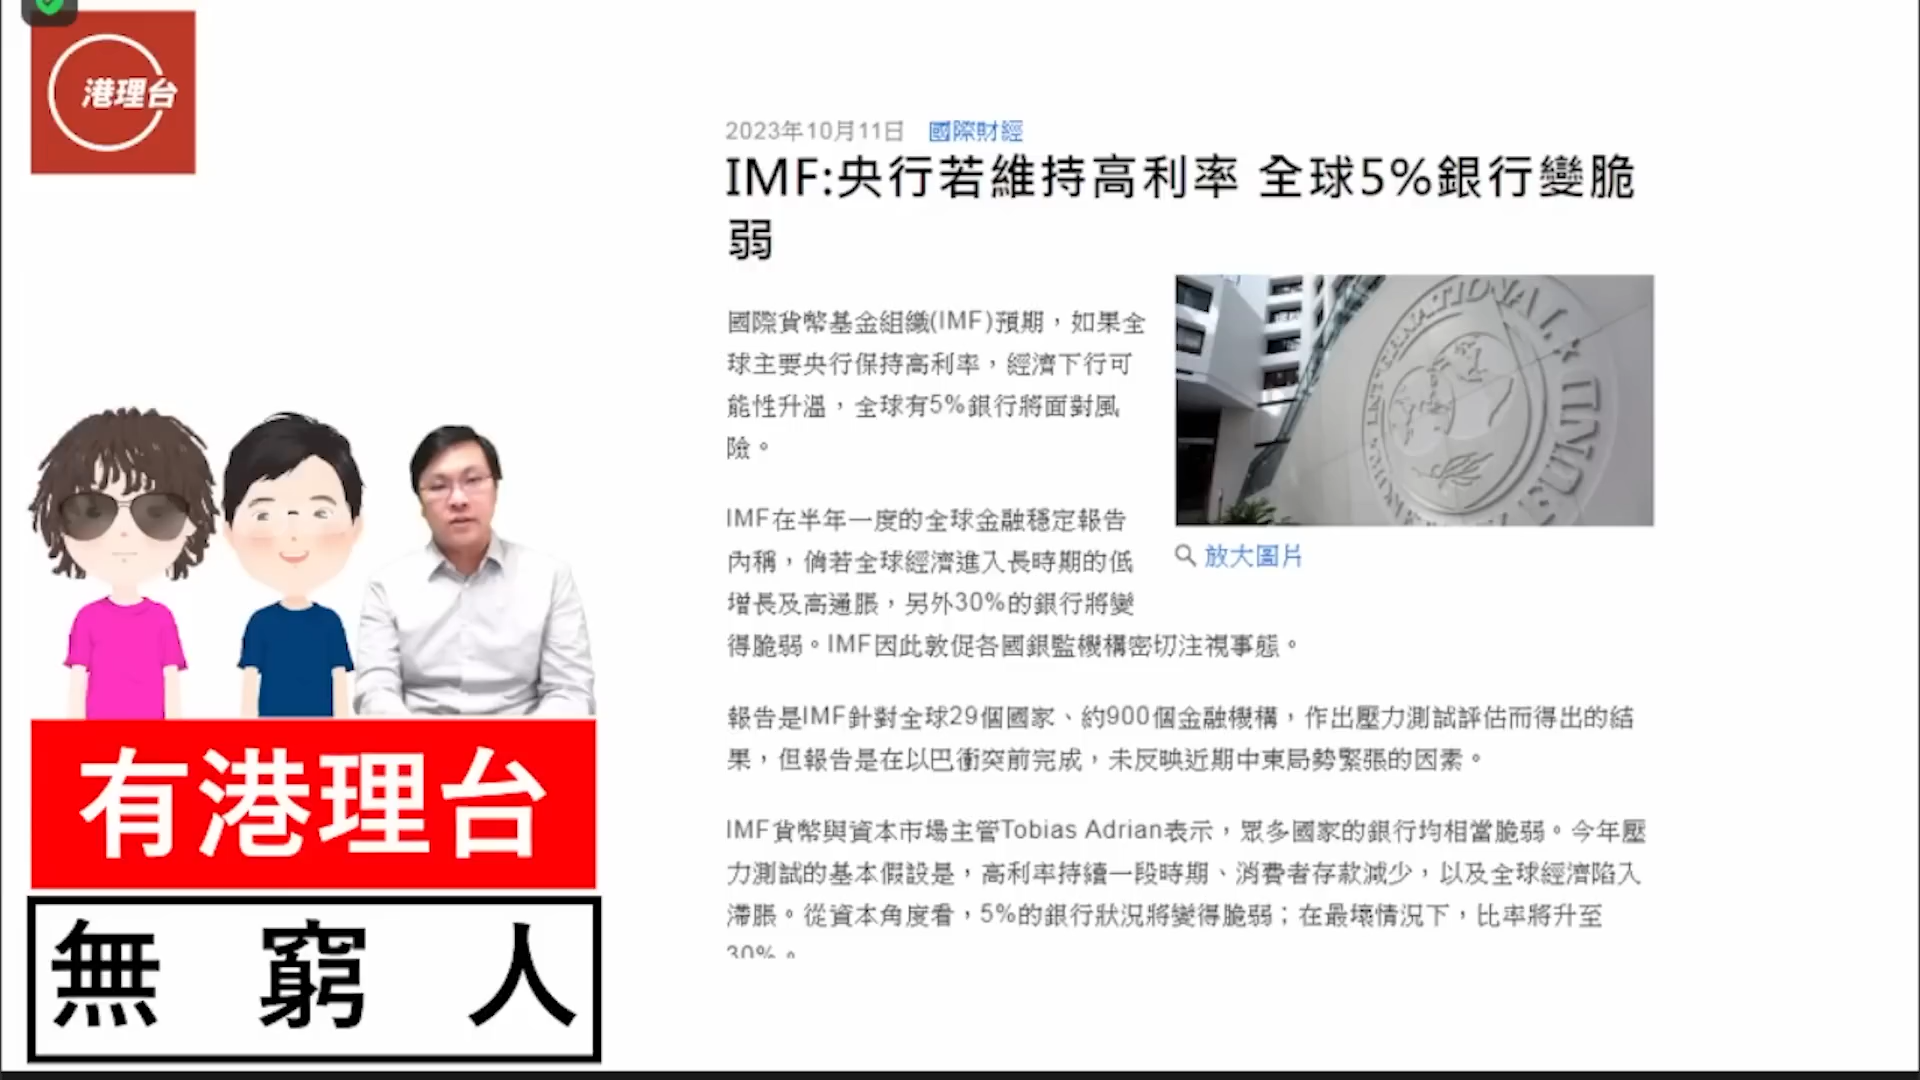 港理台
2023年10月11日 國際財經
IMF:央行若維持高利率 全球5%銀行變脆
弱
國際貨幣基金組織(IMF)預期，如果全
球主要央行保持高利率，經濟下行可
能性升溫，全球有5%銀行將面對風
險。
IMF在半年一度的全球金融穩定報告
內稱，倘若全球經濟進入長時期的低
增長及高通脹，另外30%的銀行將變
得脆弱。IMF因此敦促各國銀監機構密切注視事態。
INTERNATIONAL
FUND
放大圖片
報告是IMF針對全球29個國家、約900個金融機構，作出壓力測試評估而得出的結
果，但報告是在以巴衝突前完成，未反映近期中東局勢緊張的因素。
IMF貨幣與資本市場主管Tobias Adrian表示，眾多國家的銀行均相當脆弱。今年壓
力測試的基本假設是，高利率持續一段時期、消費者存款減少，以及全球經濟陷入
滯脹。從資本角度看，5%的銀行狀況將變得脆弱；在最壞情況下，比率將升至
30%。
有港理台
無 窮 人